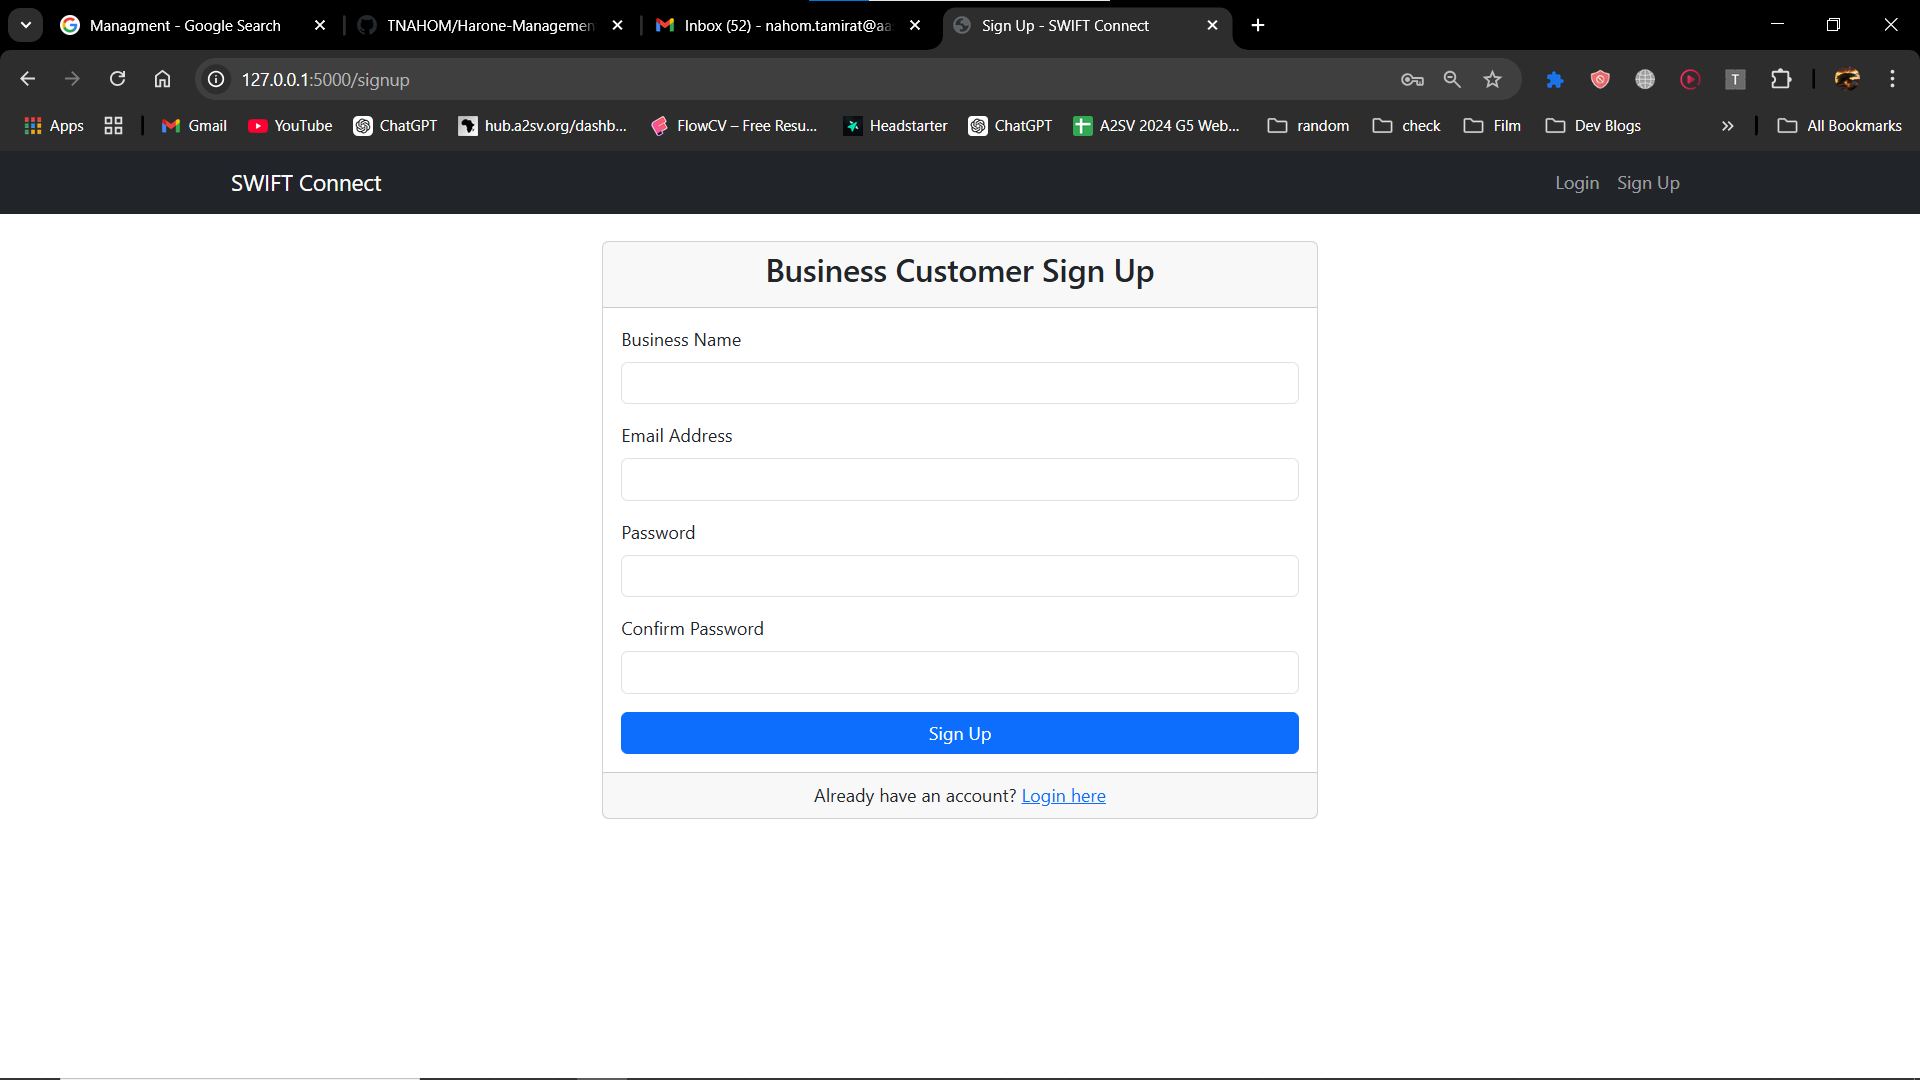 Managment - Google Search
TNAHOM/Harone-Managemen
Inbox (52) - nahom.tamirat@aa
Sign Up - SWIFT Connect
127.0.0.1:5000/signup
T
Apps
Gmail
YouTube
ChatGPT
hub.a2sv.org/dashb...
FlowCV – Free Resu...
Headstarter
ChatGPT
A2SV 2024 G5 Web...
random
check
Film
Dev Blogs
All Bookmarks
SWIFT Connect
Login
Sign Up
Business Customer Sign Up
Business Name
Email Address
Password
Confirm Password
Sign Up
Already have an account? Login here